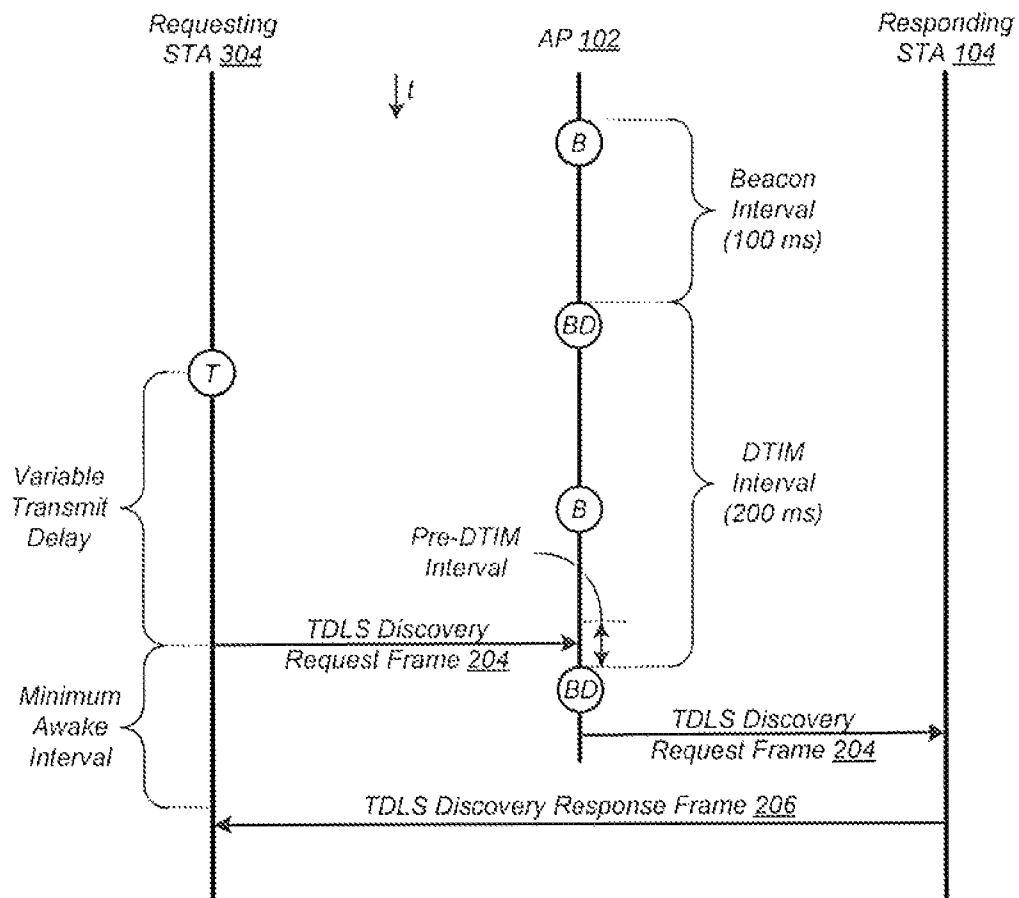 Requesting
STA 304
AP 102
Responding
STA 104
t
B
Beacon
Interval
(100 ms)
BD
T
Variable
Transmit
Delay
DTIM
Interval
(200 ms)
B
Pre-DTIM
Interval
TDLS Discovery
Request Frame 204
BD
Minimum
Awake
Interval
TDLS Discovery
Request Frame 204
TDLS Discovery Response Frame 206